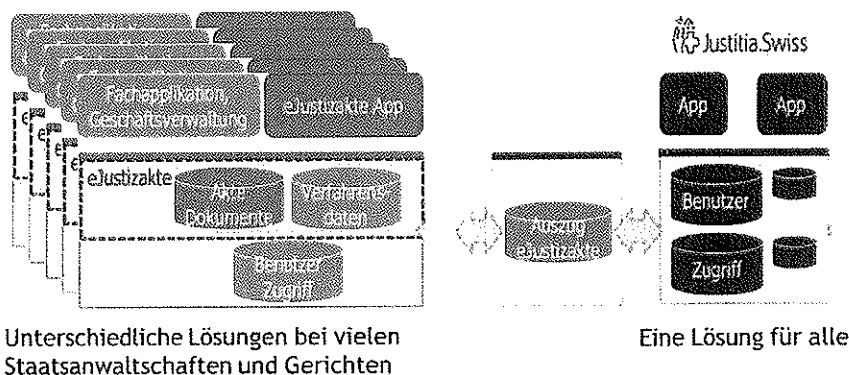 Justitia.Swiss
Fachapplikation,
Geschäftsverwaltung
eJustizakte App
App
App
eJustizakte
Akte
Dokumente
Verfahrens
daten
Benutzer
Zugriff
Auszug
eJustizakte
Benutzer
Zugriff
Unterschiedliche Lösungen bei vielen
Staatsanwaltschaften und Gerichten
Eine Lösung für alle